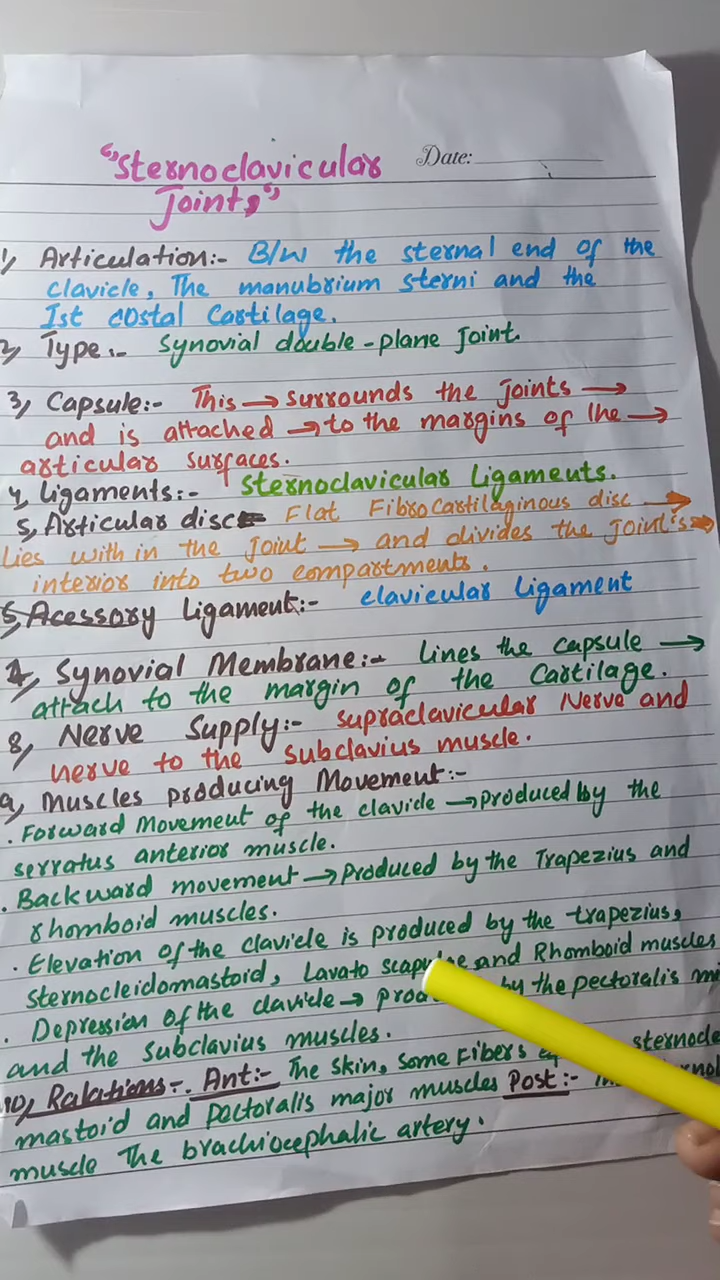 "Sternoclavicular Date:
Joints"
1, Articulation:- B/W the sternal end of the
clavicle, The manubrium sterni and the
Ist costal Cartilage.
2, Type:- Synovial double-plane Joint.
3, Capsule:- This → surrounds the Joints →
and is attached → to the margins of the →
articular surfaces.
4, Ligaments:- Sternoclavicular Ligaments.
5, Articular disc Flat Fibrocartilaginous disc →
Lies with in the Joint → and divides the Joint's →
interior into two compartments.
5, Acessory Ligament:- clavicular Ligament
7, Synovial Membrane:- Lines the capsule →
attach to the margin of the Cartilage.
8, Nerve Supply:- supraclavicular Nerve and
nerve to the subclavius muscle.
9, Muscles Producing Movement:-
. Forward Movement of the clavicle → produced by the
serratus anterior muscle.
. Backward movement → Produced by the Trapezius and
rhomboid muscles.
. Elevation of the clavicle is produced by the trapezius,
Sternocleidomastoid, Lavato and Rhomboid muscles
. Depression of the clavicle → by the pectoralis
and the subclavius muscles.
10, Ralations:- Ant:- The skin, some Fibers
mastoid and pectoralis major muscles Post:-
muscle The brachiocephalic artery.